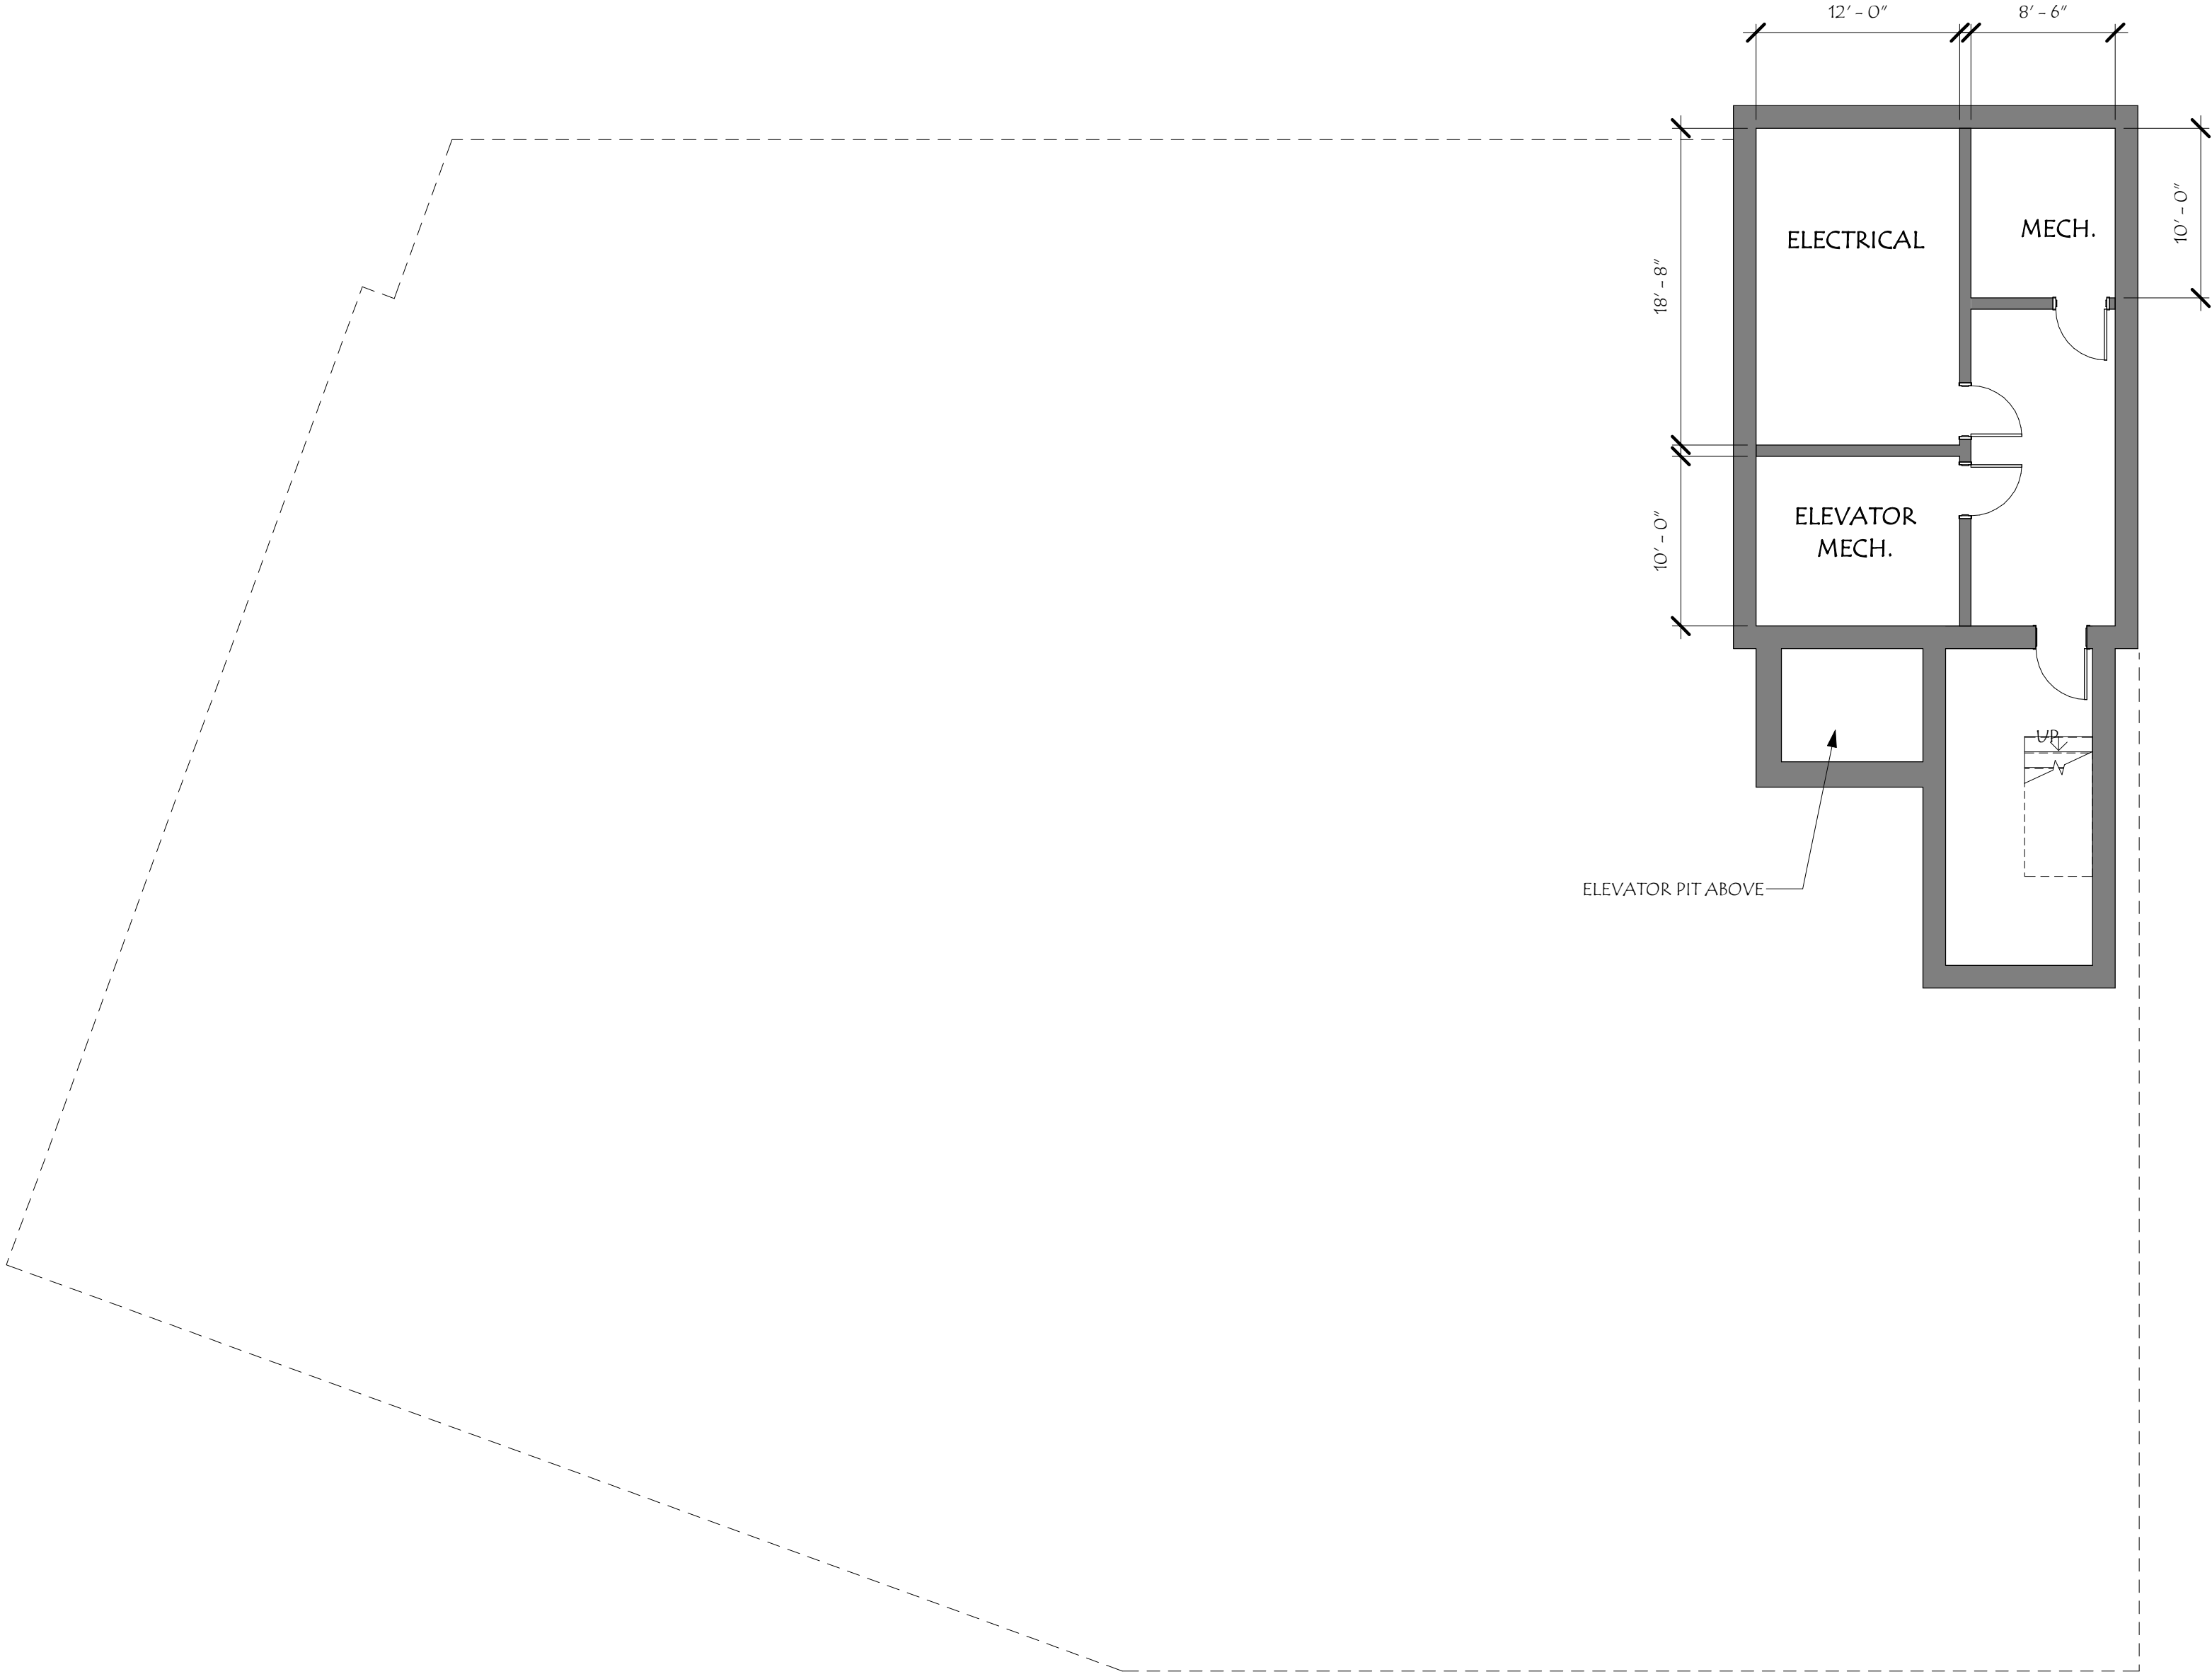 12' - 0"
8' - 6"
ELECTRICAL
MECH.
10' - 0"
18' - 8"
ELEVATOR
MECH.
10' - 0"
UP
ELEVATOR PIT ABOVE